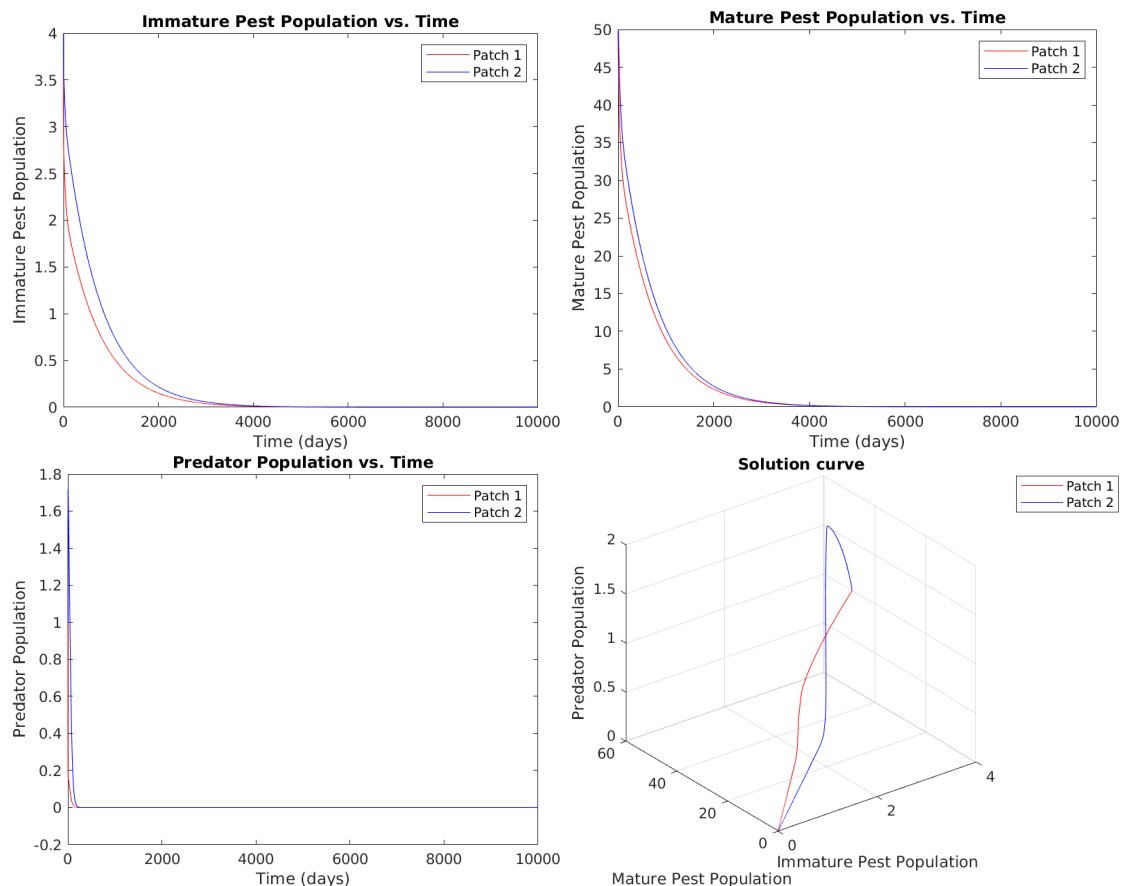 Immature Pest Population vs. Time
Immature Pest Population
4
3.5
3
2.5
2
1.5
1
0.5
0
0
2000
4000
6000
8000
10000
Time (days)
Patch 1
Patch 2
Mature Pest Population vs. Time
Mature Pest Population
50
45
40
35
30
25
20
15
10
5
0
0
2000
4000
6000
8000
10000
Time (days)
Patch 1
Patch 2
Predator Population vs. Time
Predator Population
1.8
1.6
1.4
1.2
1
0.8
0.6
0.4
0.2
0
-0.2
0
2000
4000
6000
8000
10000
Time (days)
Patch 1
Patch 2
Solution curve
Predator Population
2
1.5
1
0.5
0
60
40
20
0
0
2
4
Immature Pest Population
Mature Pest Population
Patch 1
Patch 2